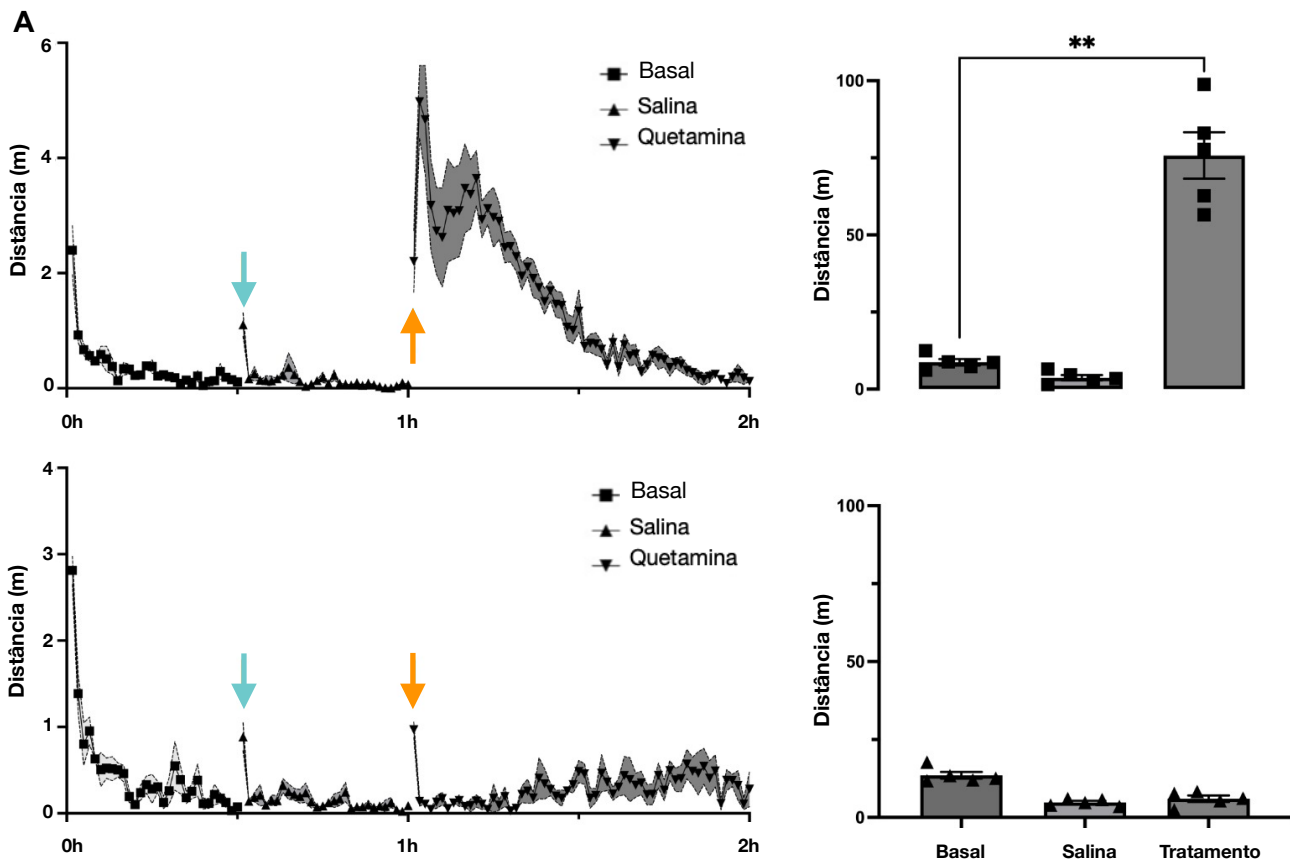 A
Distância (m)
6
4
2
0
0h
1h
2h
Basal
Salina
Quetamina
**
Distância (m)
100
50
0
Distância (m)
4
3
2
1
0
0h
1h
2h
Basal
Salina
Quetamina
Distância (m)
100
50
0
Basal
Salina
Tratamento